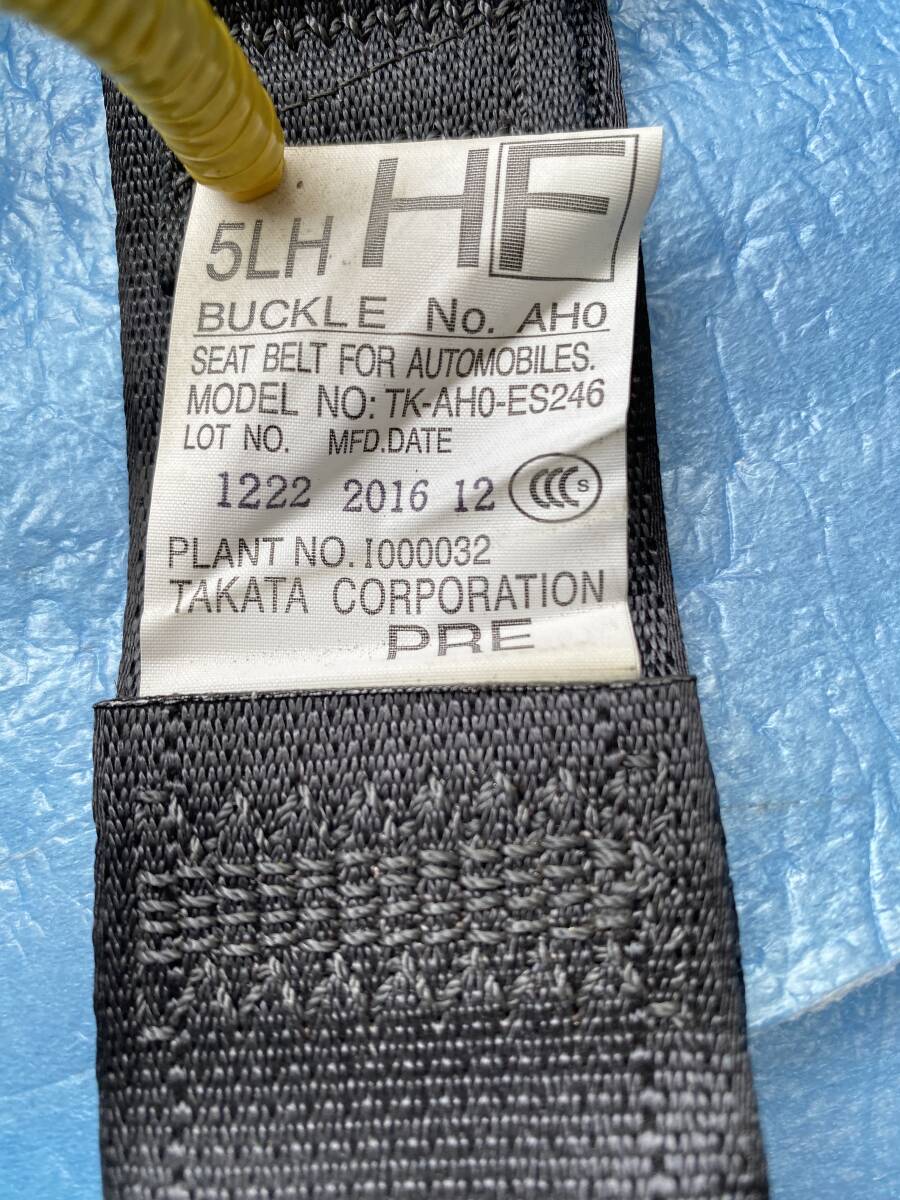 5LH HF
BUCKLE No. AH0
SEAT BELT FOR AUTOMOBILES.
MODEL NO: TK-AH0-ES246
LOT NO. MFD.DATE
1222 2016 12 CCC S
PLANT NO. I000032
TAKATA CORPORATION
PRE